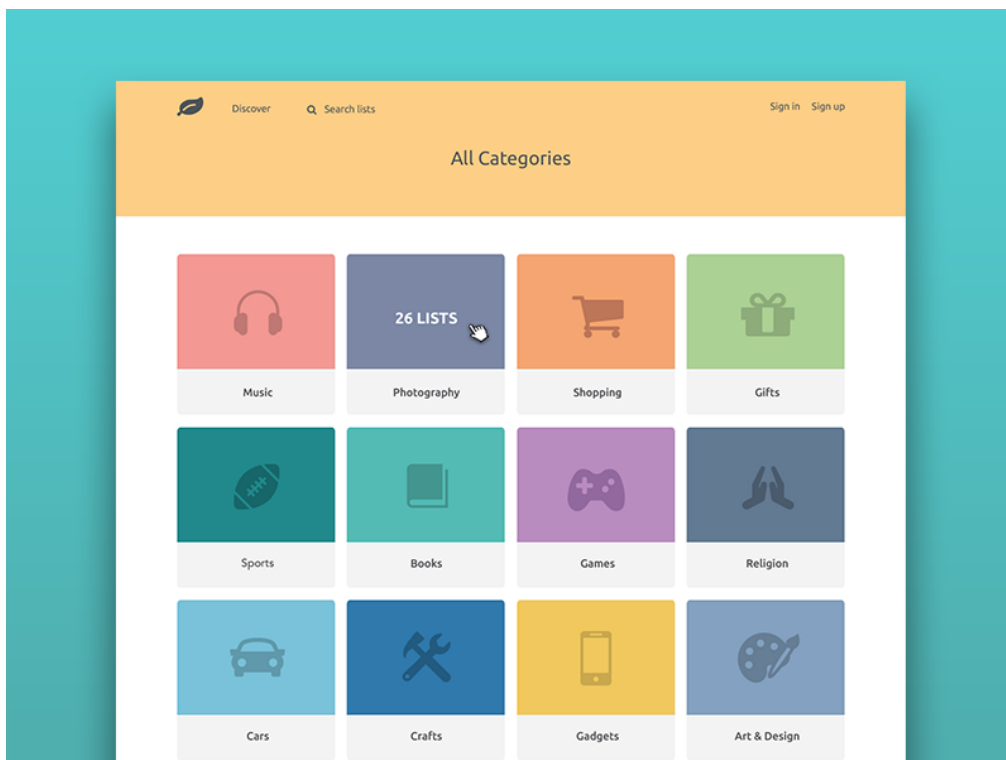 Discover
Search lists
Sign in
Sign up
All Categories
26 LISTS
Music
Photography
Shopping
Gifts
Sports
Books
Games
Religion
Cars
Crafts
Gadgets
Art & Design